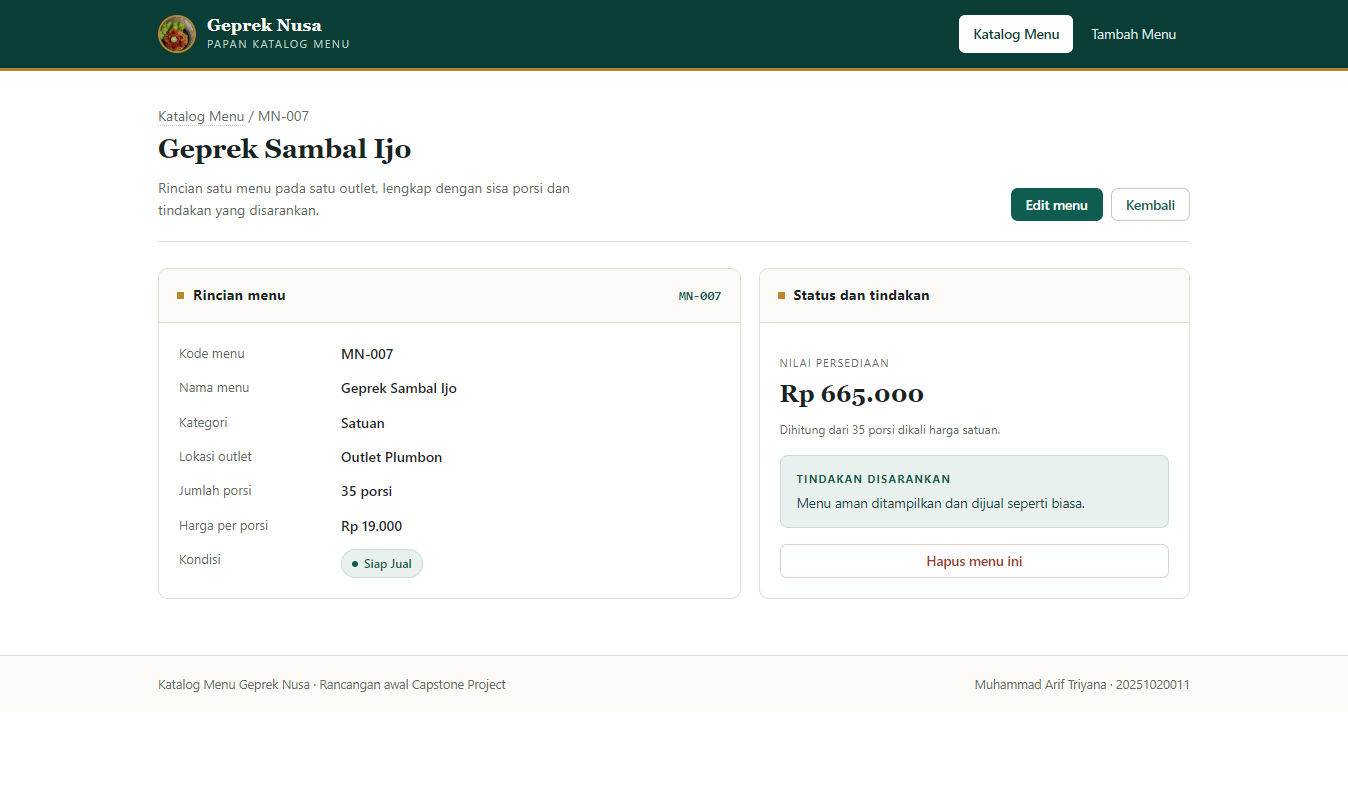 Geprek Nusa
PAPAN KATALOG MENU
Katalog Menu
Tambah Menu
Katalog Menu / MN-007
Geprek Sambal Ijo
Rincian satu menu pada satu outlet, lengkap dengan sisa porsi dan
tindakan yang disarankan.
Edit menu
Kembali
Rincian menu
MN-007
Kode menu
MN-007
Nama menu
Geprek Sambal Ijo
Kategori
Satuan
Lokasi outlet
Outlet Plumbon
Jumlah porsi
35 porsi
Harga per porsi
Rp 19.000
Kondisi
Siap Jual
Status dan tindakan
NILAI PERSEDIAAN
Rp 665.000
Dihitung dari 35 porsi dikali harga satuan.
TINDAKAN DISARANKAN
Menu aman ditampilkan dan dijual seperti biasa.
Hapus menu ini
Katalog Menu Geprek Nusa · Rancangan awal Capstone Project
Muhammad Arif Triyana · 20251020011